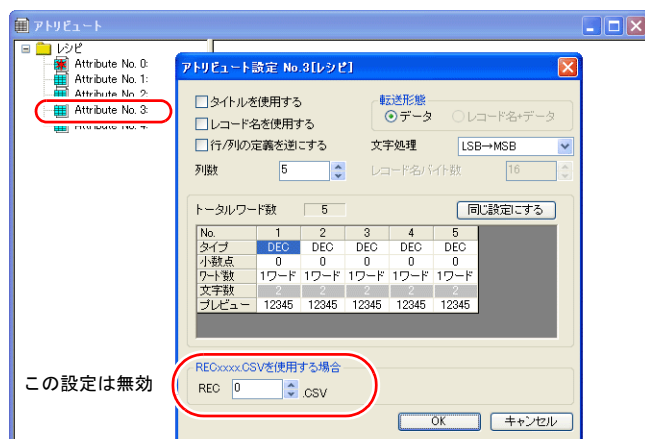 アトリビュート
レシピ
Attribute No. 0:
Attribute No. 1:
Attribute No. 2:
Attribute No. 3:
Attribute No. 4:
アトリビュート設定 No.3[レシピ]
タイトルを使用する
レコード名を使用する
行/列の定義を逆にする
転送形態
データ
レコード名+データ
文字処理
LSB→MSB
列数
5
レコード名バイト数
16
トータルワード数
5
同じ設定にする
No. 1 2 3 4 5
タイプ DEC DEC DEC DEC DEC
小数点 0 0 0 0 0
ワード数 1ワード 1ワード 1ワード 1ワード 1ワード
文字数 2 2 2 2 2
プレビュー 12345 12345 12345 12345 12345
RECxxxx.CSVを使用する場合
REC 0 .CSV
この設定は無効
OK
キャンセル